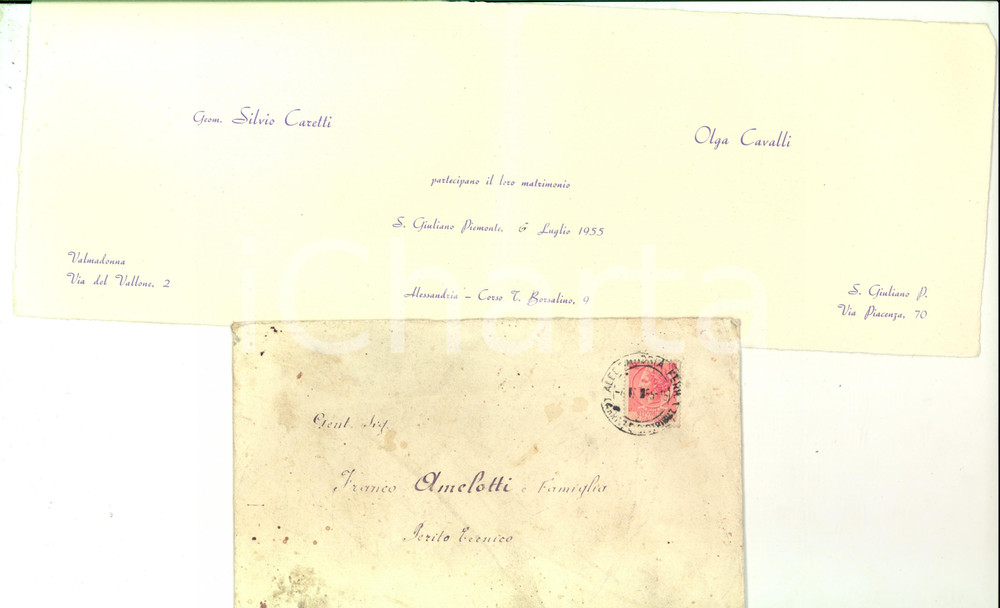 Geom. Silvio Caretti
Olga Cavalli
partecipano il loro matrimonio
S. Giuliano Piemonte, 6 Luglio 1955
Valmadonna
Via del Vallone, 2
Alessandria - Corso T. Borsalino, 9
S. Giuliano P.
Via Piacenza, 70
iCharta
Gent. Sig.
Franco Amelotti e Famiglia
Perito Tecnico